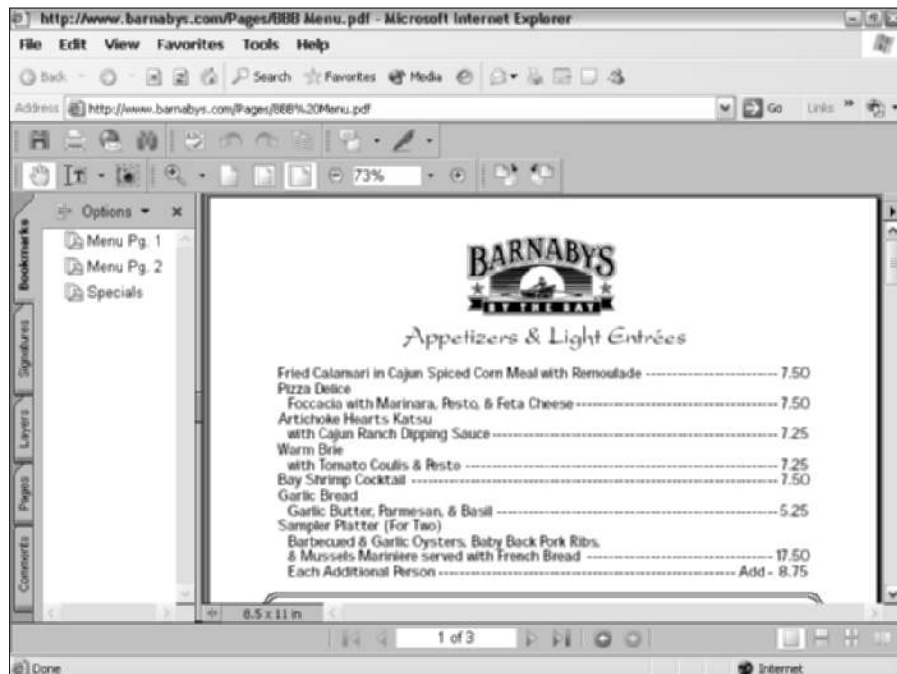 http://www.barnabys.com/Pages/BBB Menu.pdf - Microsoft Internet Explorer
File Edit View Favorites Tools Help
Back Search Favorites Media
Address http://www.barnabys.com/Pages/BBB%20Menu.pdf Go Links »
73%
Options
Bookmarks
Signatures
Layers
Pages
Comments
Menu Pg. 1
Menu Pg. 2
Specials
BARNABYS
BY THE BAY
Appetizers & Light Entrées
Fried Calamari in Cajun Spiced Corn Meal with Remoulade 7.50
Pizza Delice
Foccacia with Marinara, Pesto, & Feta Cheese 7.50
Artichoke Hearts Katsu
with Cajun Ranch Dipping Sauce 7.25
Warm Brie
with Tomato Coulis & Pesto 7.25
Bay Shrimp Cocktail 7.50
Garlic Bread
Garlic Butter, Parmesan, & Basil 5.25
Sampler Platter (For Two)
Barbecued & Garlic Oysters, Baby Back Pork Ribs,
& Mussels Mariniere served with French Bread 17.50
Each Additional Person Add - 8.75
8.5 x 11 in
1 of 3
Done Internet